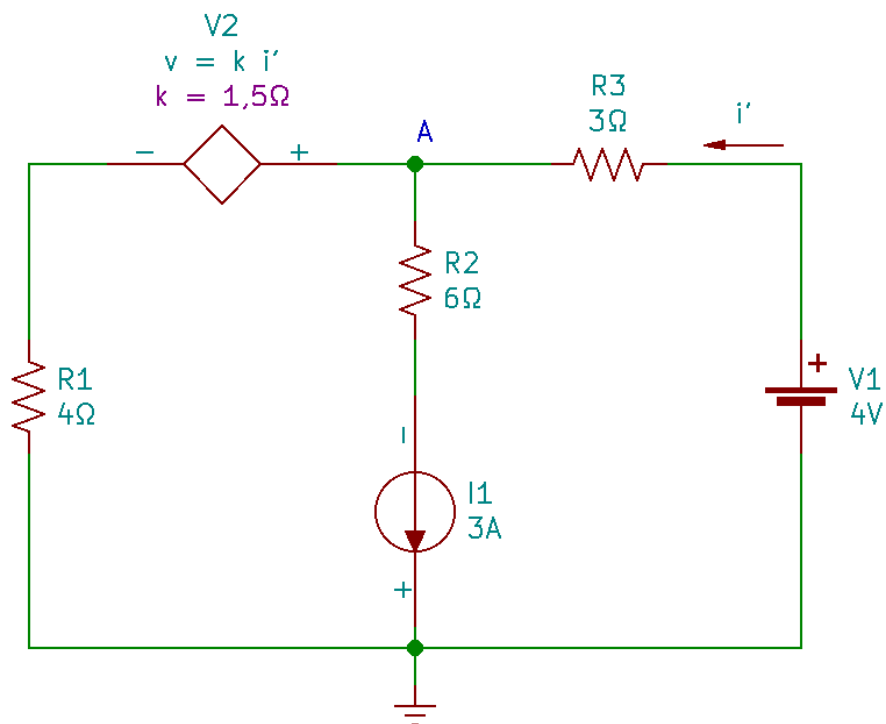 V2
v = k i’
k = 1,5Ω
− +
A
R3
3Ω
i’
R2
6Ω
R1
4Ω
+
V1
4V
−
I1
3A
+